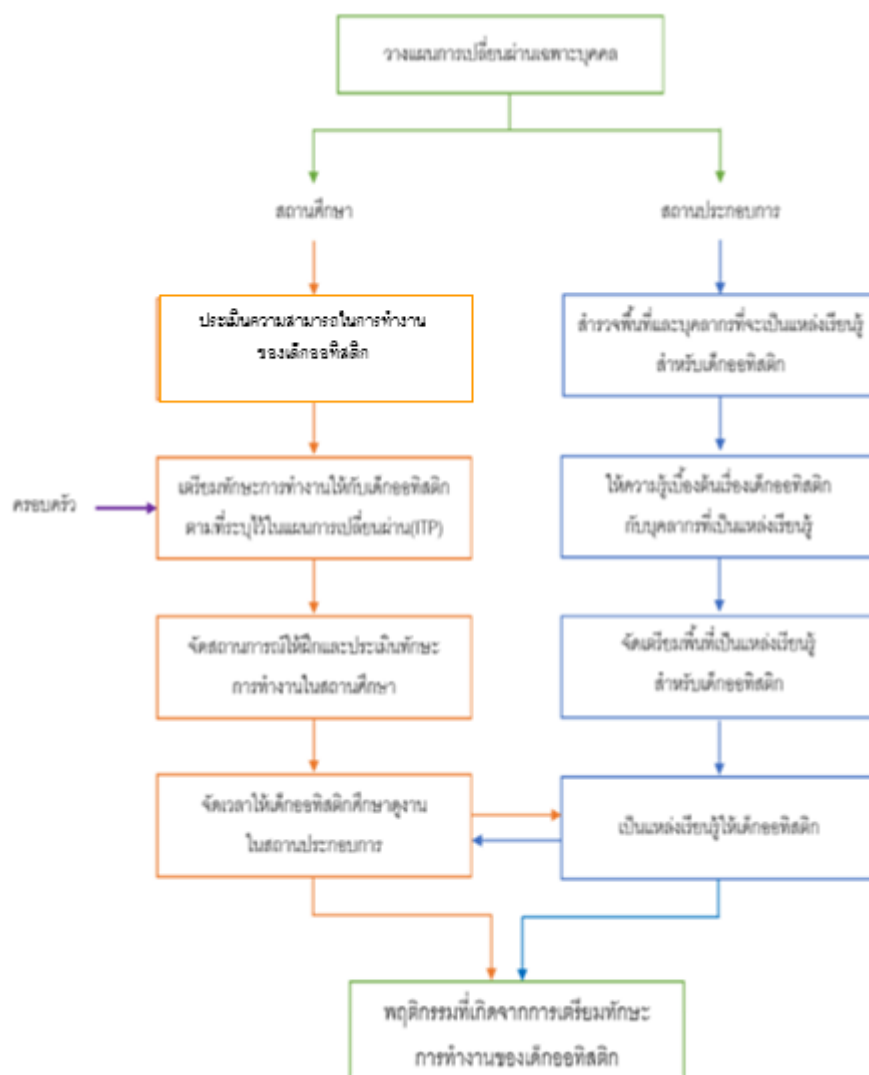 วางแผนการเปลี่ยนผ่านเฉพาะบุคคล
สถานศึกษา
สถานประกอบการ
ประเมินความสามารถในการทำงาน
ของเด็กออทิสติก
สำรวจพื้นที่และบุคลากรที่จะเป็นแหล่งเรียนรู้
สำหรับเด็กออทิสติก
ครอบครัว
เตรียมทักษะการทำงานให้กับเด็กออทิสติก
ตามที่ระบุไว้ในแผนการเปลี่ยนผ่าน(ITP)
ให้ความรู้เบื้องต้นเรื่องเด็กออทิสติก
กับบุคลากรที่เป็นแหล่งเรียนรู้
จัดสถานการณ์ให้ฝึกและประเมินทักษะ
การทำงานในสถานศึกษา
จัดเตรียมพื้นที่เป็นแหล่งเรียนรู้
สำหรับเด็กออทิสติก
จัดเวลาให้เด็กออทิสติกศึกษาดูงาน
ในสถานประกอบการ
เป็นแหล่งเรียนรู้ให้เด็กออทิสติก
พฤติกรรมที่เกิดจากการเตรียมทักษะ
การทำงานของเด็กออทิสติก